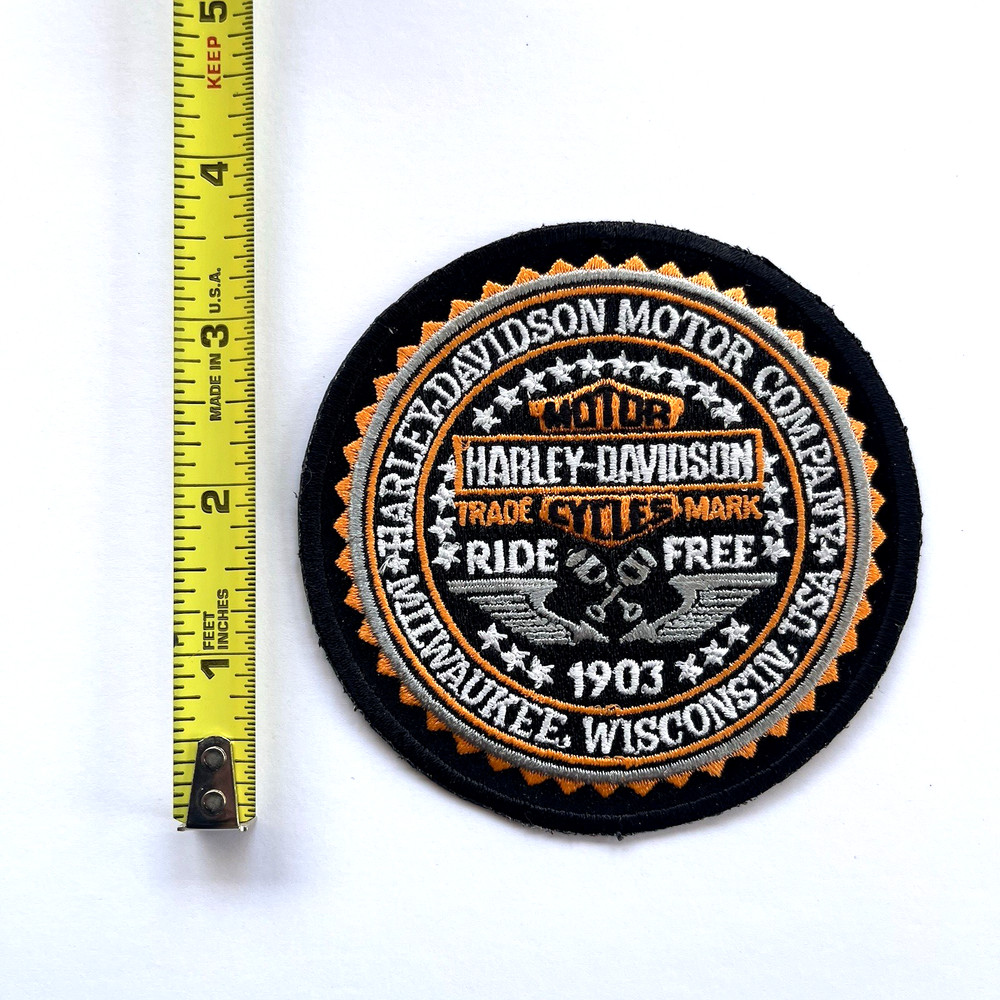 5
KEEP
4
MADE IN 3 U.S.A.
2
1 FEET
INCHES
HARLEY-DAVIDSON MOTOR COMPANY
MOTOR
HARLEY-DAVIDSON
TRADE CYCLES MARK
RIDE FREE
1903
MILWAUKEE, WISCONSIN, USA